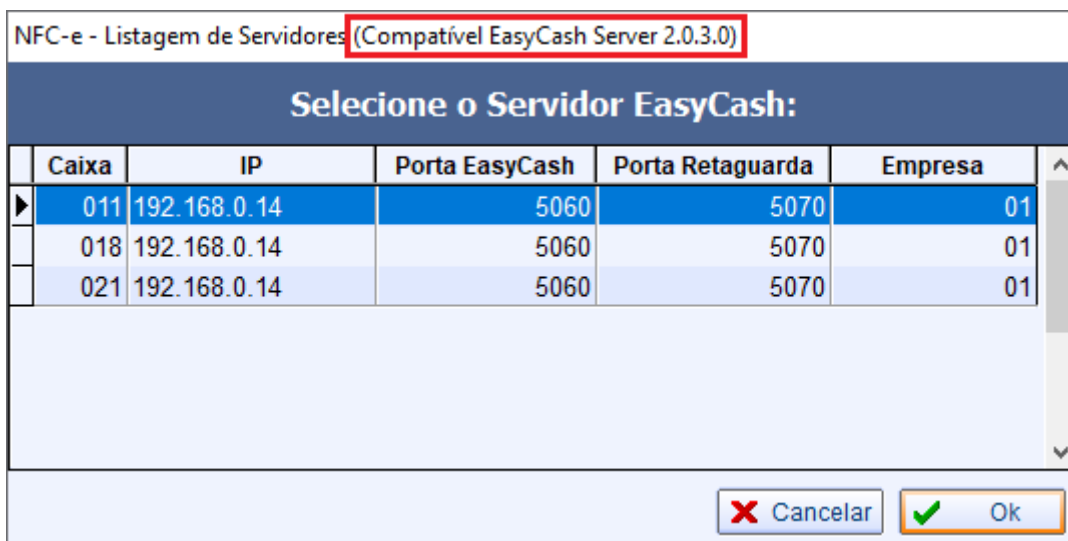 NFC-e - Listagem de Servidores (Compatível EasyCash Server 2.0.3.0)
Selecione o Servidor EasyCash:
Caixa IP Porta EasyCash Porta Retaguarda Empresa
011 192.168.0.14 5060 5070 01
018 192.168.0.14 5060 5070 01
021 192.168.0.14 5060 5070 01
Cancelar Ok